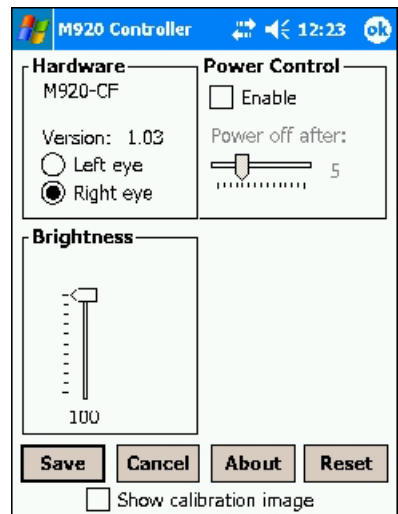 M920 Controller 12:23 ok
Hardware
M920-CF
Version: 1.03
Left eye
Right eye
Power Control
Enable
Power off after:
5
Brightness
100
Save Cancel About Reset
Show calibration image